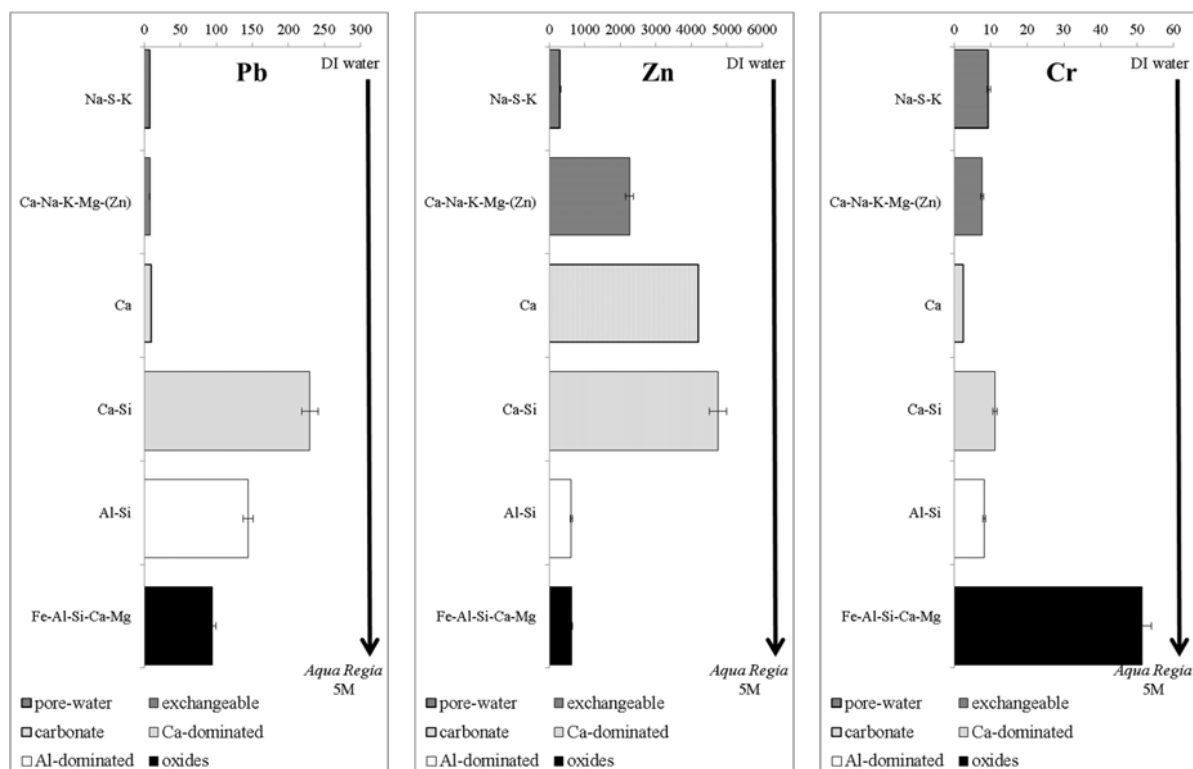 0 50 100 150 200 250 300
Pb
DI water
Na-S-K
Ca-Na-K-Mg-(Zn)
Ca
Ca-Si
Al-Si
Fe-Al-Si-Ca-Mg
Aqua Regia
5M
pore-water excheable
carbonate Ca-dominated
Al-dominated oxides
0 1000 2000 3000 4000 5000 6000
Zn
DI water
Na-S-K
Ca-Na-K-Mg-(Zn)
Ca
Ca-Si
Al-Si
Fe-Al-Si-Ca-Mg
Aqua Regia
5M
pore-water exchangeable
carbonate Ca-dominated
Al-dominated oxides
0 10 20 30 40 50 60
Cr
DI water
Na-S-K
Ca-Na-K-Mg-(Zn)
Ca
Ca-Si
Al-Si
Fe-Al-Si-Ca-Mg
Aqua Regia
5M
pore-water exchangeable
carbonate Ca-dominated
Al-dominated oxides